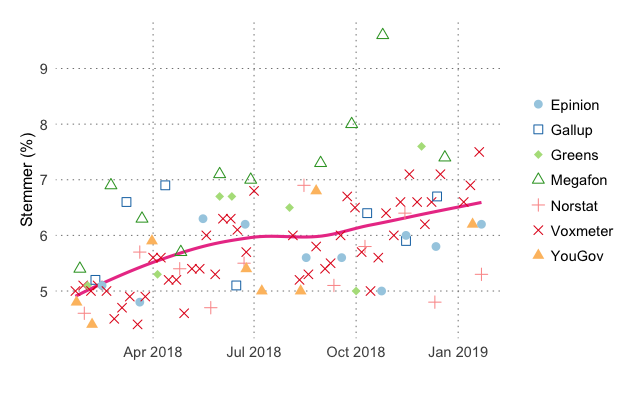 Stemmer (%)
9
8
7
6
5
Apr 2018
Jul 2018
Oct 2018
Jan 2019
Epinion
Gallup
Greens
Megafon
Norstat
Voxmeter
YouGov